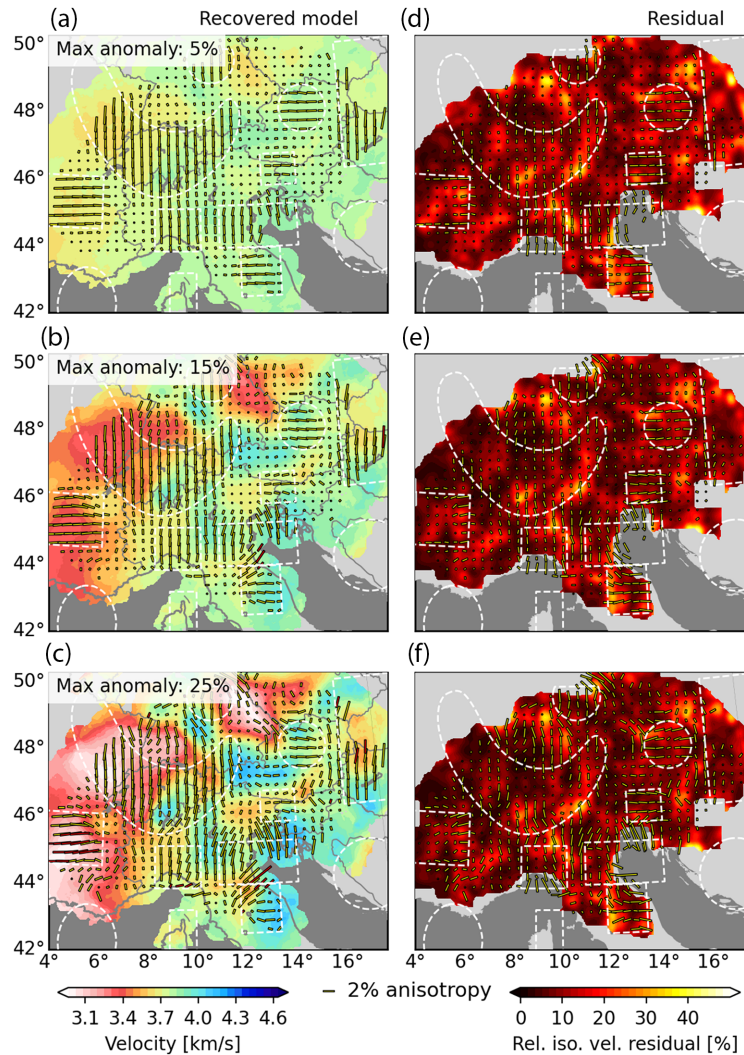 (a) Recovered model (d) Residual
Max anomaly: 5%
50°
48°
46°
44°
42°
(b) (e)
Max anomaly: 15%
50°
48°
46°
44°
42°
(c) (f)
Max anomaly: 25%
50°
48°
46°
44°
42°
4° 6° 8° 10° 12° 14° 16° 4° 6° 8° 10° 12° 14° 16°
2% anisotropy
3.1 3.4 3.7 4.0 4.3 4.6 0 10 20 30 40
Velocity [km/s] Rel. iso. vel. residual [%]